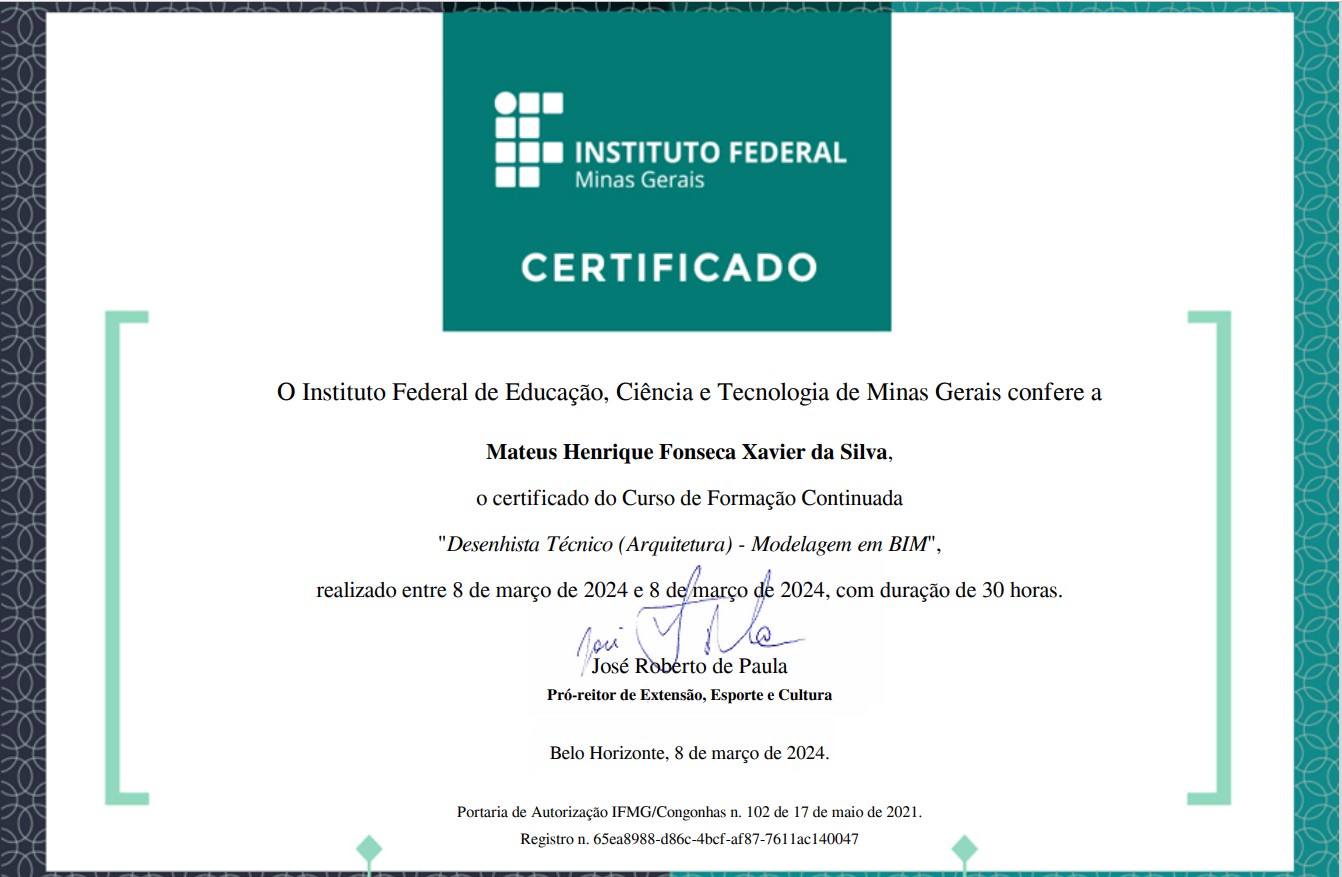 INSTITUTO FEDERAL
Minas Gerais
CERTIFICADO
O Instituto Federal de Educação, Ciência e Tecnologia de Minas Gerais confere a
Mateus Henrique Fonseca Xavier da Silva,
o certificado do Curso de Formação Continuada
"Desenhista Técnico (Arquitetura) - Modelagem em BIM",
realizado entre 8 de março de 2024 e 8 de março de 2024, com duração de 30 horas.
José Roberto de Paula
Pró-reitor de Extensão, Esporte e Cultura
Belo Horizonte, 8 de março de 2024.
Portaria de Autorização IFMG/Congonhas n. 102 de 17 de maio de 2021.
Registro n. 65ea8988-d86c-4bcf-af87-7611ac140047